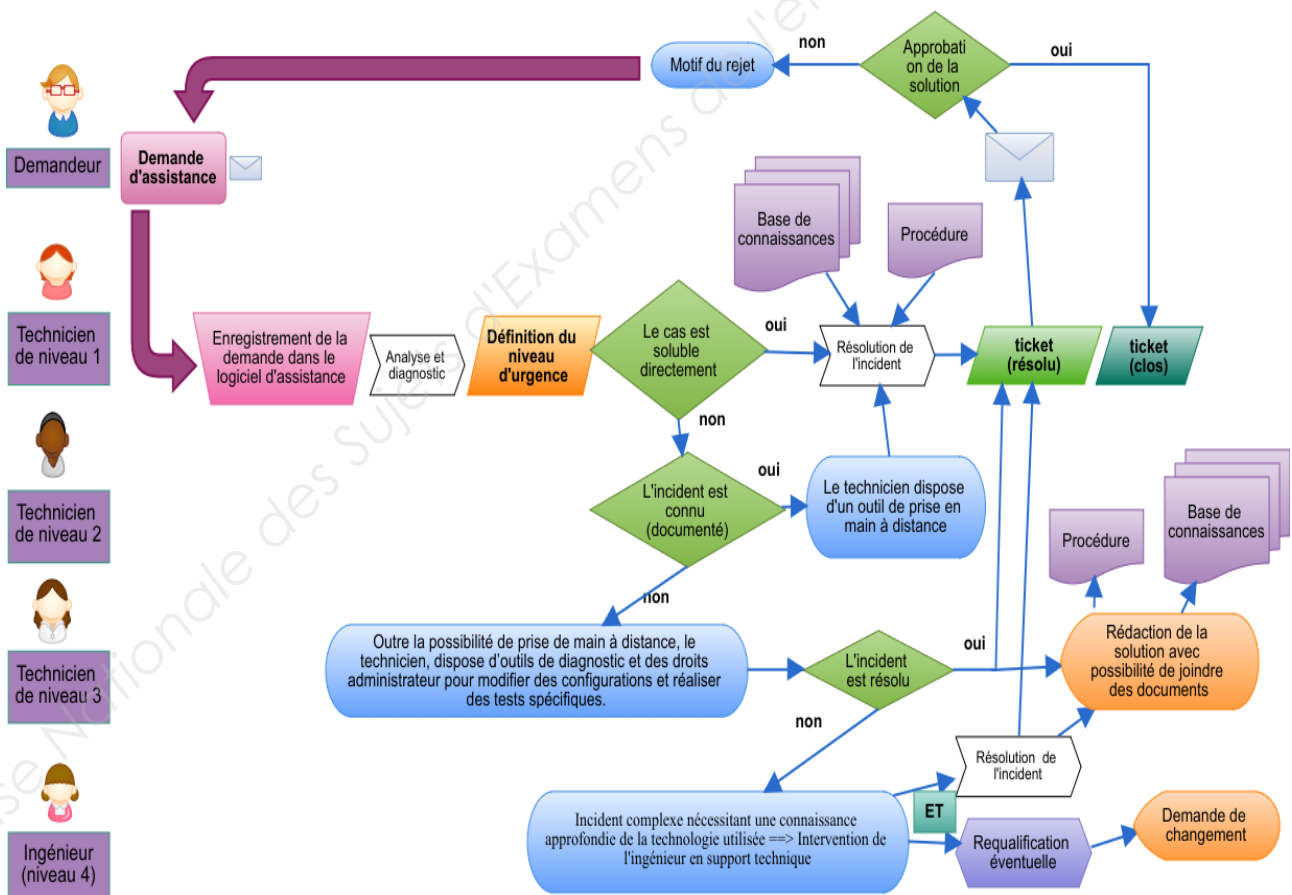 non
Approbati
on de la
solution
oui
Motif du rejet
Demandeur
Demande
d'assistance
Base de
connaissances
Procédure
Technicien
de niveau 1
Enregistrement de la
demande dans le
logiciel d'assistance
Analyse et
diagnostic
Définition du
niveau
d'urgence
Le cas est
soluble
directement
oui
Résolution de
l'incident
ticket
(résolu)
ticket
(clos)
non
Technicien
de niveau 2
L'incident est
connu
(documenté)
oui
Le technicien dispose
d'un outil de prise en
main à distance
Procédure
Base de
connaissances
non
Technicien
de niveau 3
Outre la possibilité de prise de main à distance, le
technicien, dispose d'outils de diagnostic et des droits
administrateur pour modifier des configurations et réaliser
des tests spécifiques.
L'incident
est résolu
oui
Rédaction de la
solution avec
possibilité de joindre
des documents
non
Résolution de
l'incident
Ingénieur
(niveau 4)
Incident complexe nécessitant une connaissance
approfondie de la technologie utilisée ==> Intervention de
l'ingénieur en support technique
ET
Requalification
éventuelle
Demande de
changement
Nationale des Sujets d'Examens de l'en